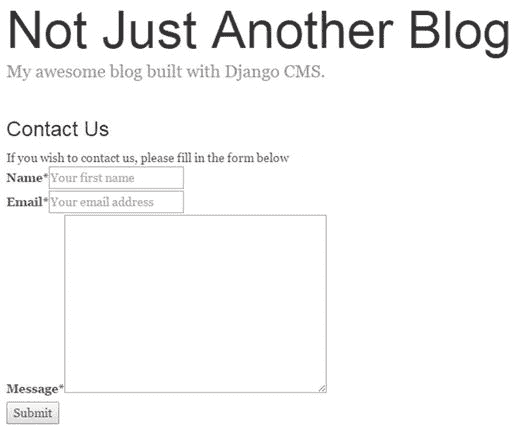 Not Just Another Blog
My awesome blog built with Django CMS.
Contact Us
If you wish to contact us, please fill in the form below
Name* Your first name
Email* Your email address
Message*
Submit